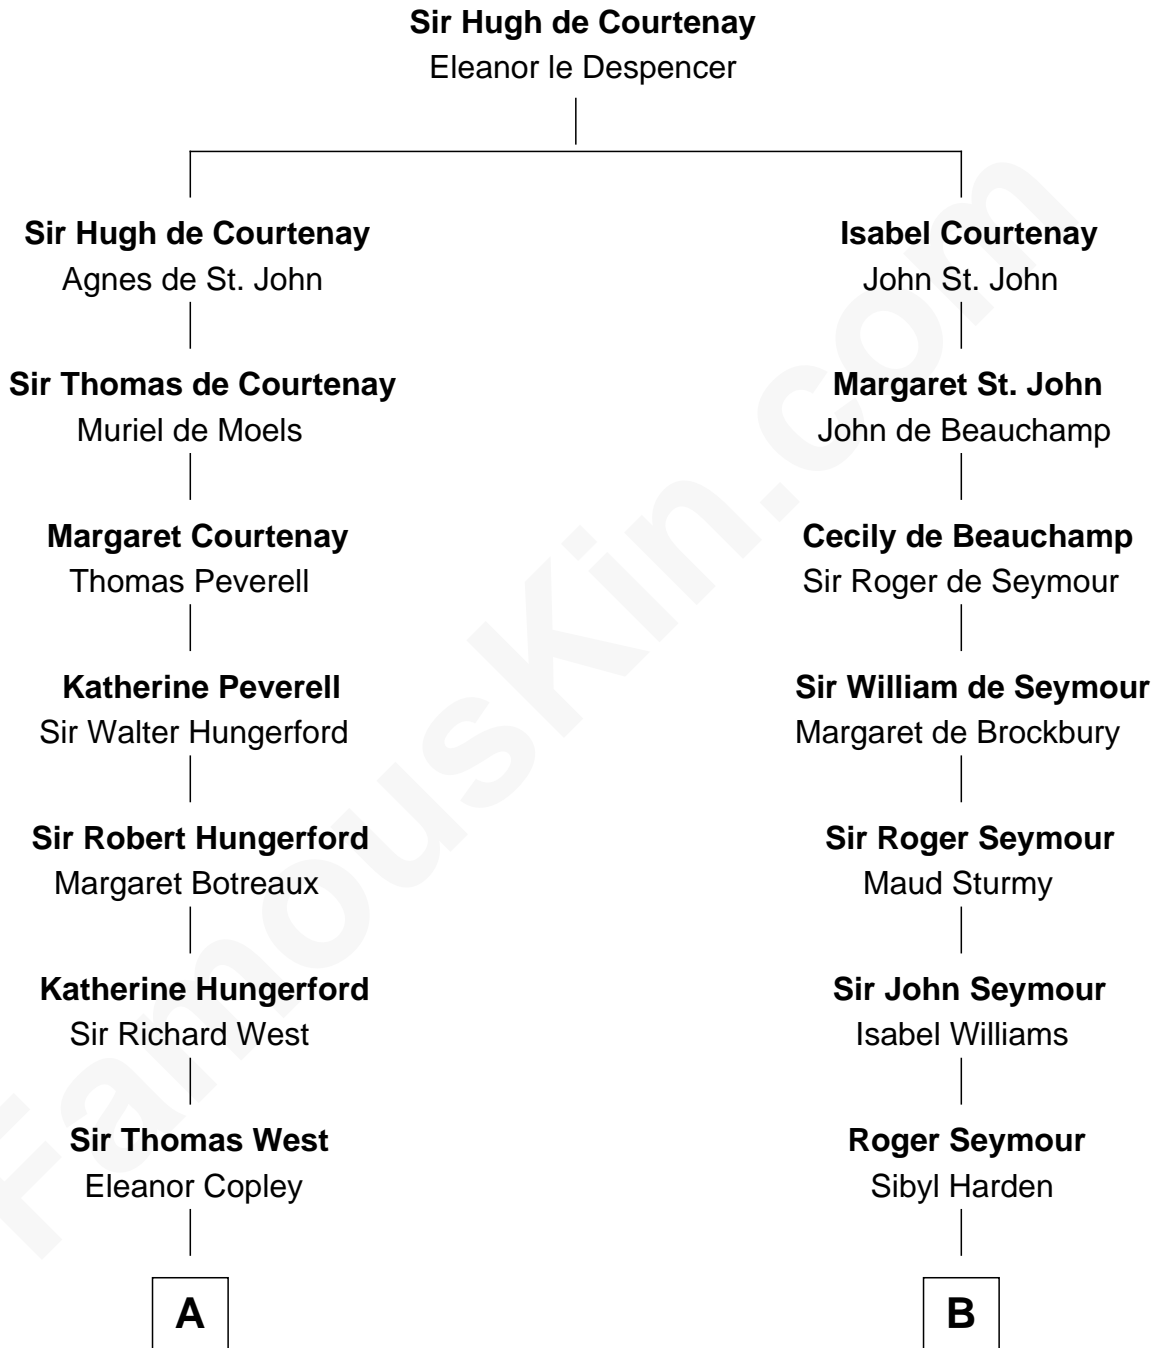 Sir Hugh de Courtenay
Eleanor le Despencer
Sir Hugh de Courtenay
Agnes de St. John
Isabel Courtenay
John St. John
Sir Thomas de Courtenay
Muriel de Moels
Margaret St. John
John de Beauchamp
Margaret Courtenay
Thomas Peverell
Cecily de Beauchamp
Sir Roger de Seymour
Katherine Peverell
Sir Walter Hungerford
Sir William de Seymour
Margaret de Brockbury
Sir Robert Hungerford
Margaret Botreaux
Sir Roger Seymour
Maud Sturmy
Katherine Hungerford
Sir Richard West
Sir John Seymour
Isabel Williams
Sir Thomas West
Eleanor Copley
Roger Seymour
Sibyl Harden
A
B
FamousKin.com